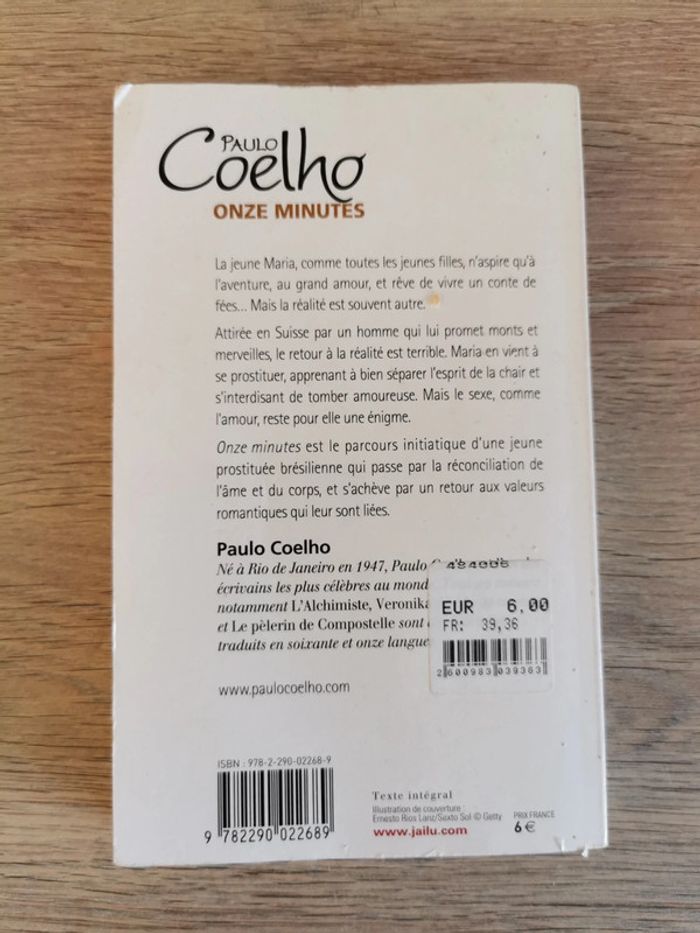 PAULO
Coelho
ONZE MINUTES
La jeune Maria, comme toutes les jeunes filles, n'aspire qu'à
l'aventure, au grand amour, et rêve de vivre un conte de
fées... Mais la réalité est souvent autre.
Attirée en Suisse par un homme qui lui promet monts et
merveilles, le retour à la réalité est terrible. Maria en vient à
se prostituer, apprenant à bien séparer l'esprit de la chair et
s'interdisant de tomber amoureuse. Mais le sexe, comme
l'amour, reste pour elle une énigme.
Onze minutes est le parcours initiatique d'une jeune
prostituée brésilienne qui passe par la réconciliation de
l'âme et du corps, et s'achève par un retour aux valeurs
romantiques qui leur sont liées.
Paulo Coelho
Né à Rio de Janeiro en 1947, Paulo
écrivains les plus célèbres au mond
notamment L'Alchimiste, Veronika
et Le pèlerin de Compostelle sont
traduits en soixante et onze langue
EUR 6,00
FR: 39,36
2 600983 039363
www.paulocoelho.com
ISBN : 978-2-290-02268-9
9 782290 022689
Texte intégral
Illustration de couverture :
Ernesto Rios Lanz/Sexto Sol © Getty
www.jailu.com
PRIX FRANCE
6 €